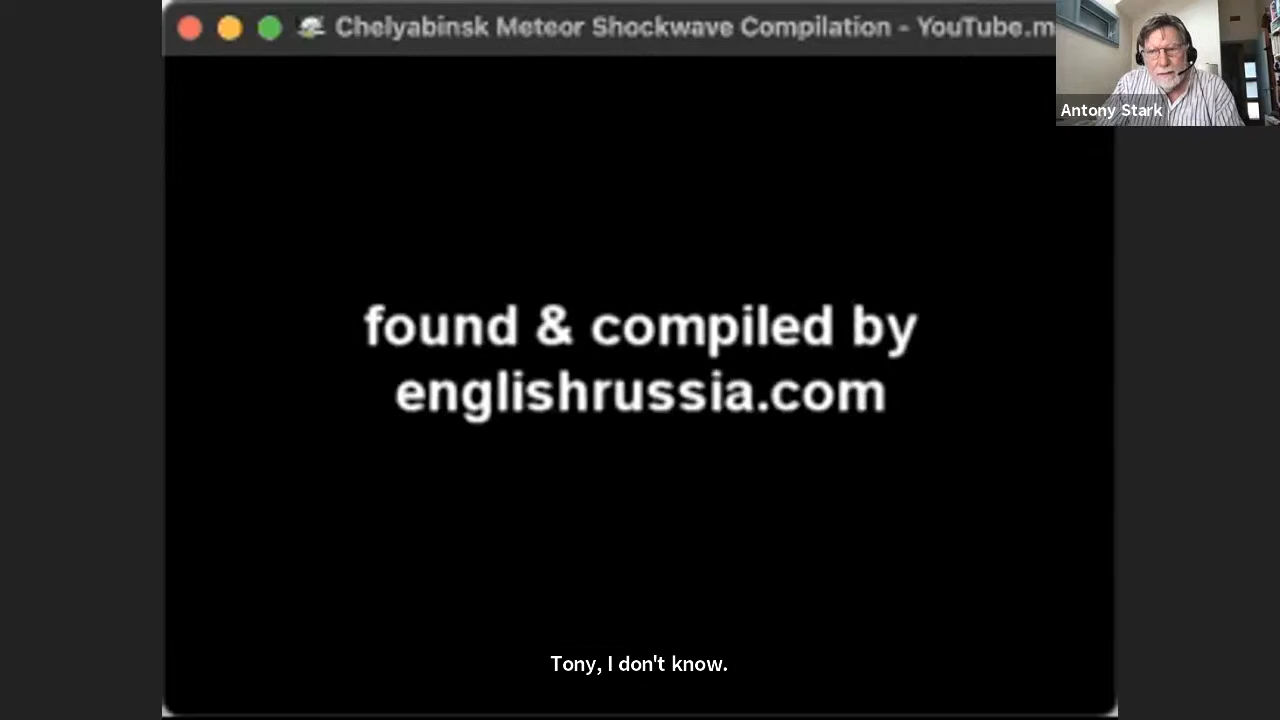 Chelyabinsk Meteor Shockwave Compilation - YouTube.m
Antony Stark
found & compiled by
englishrussia.com
Tony, I don't know.